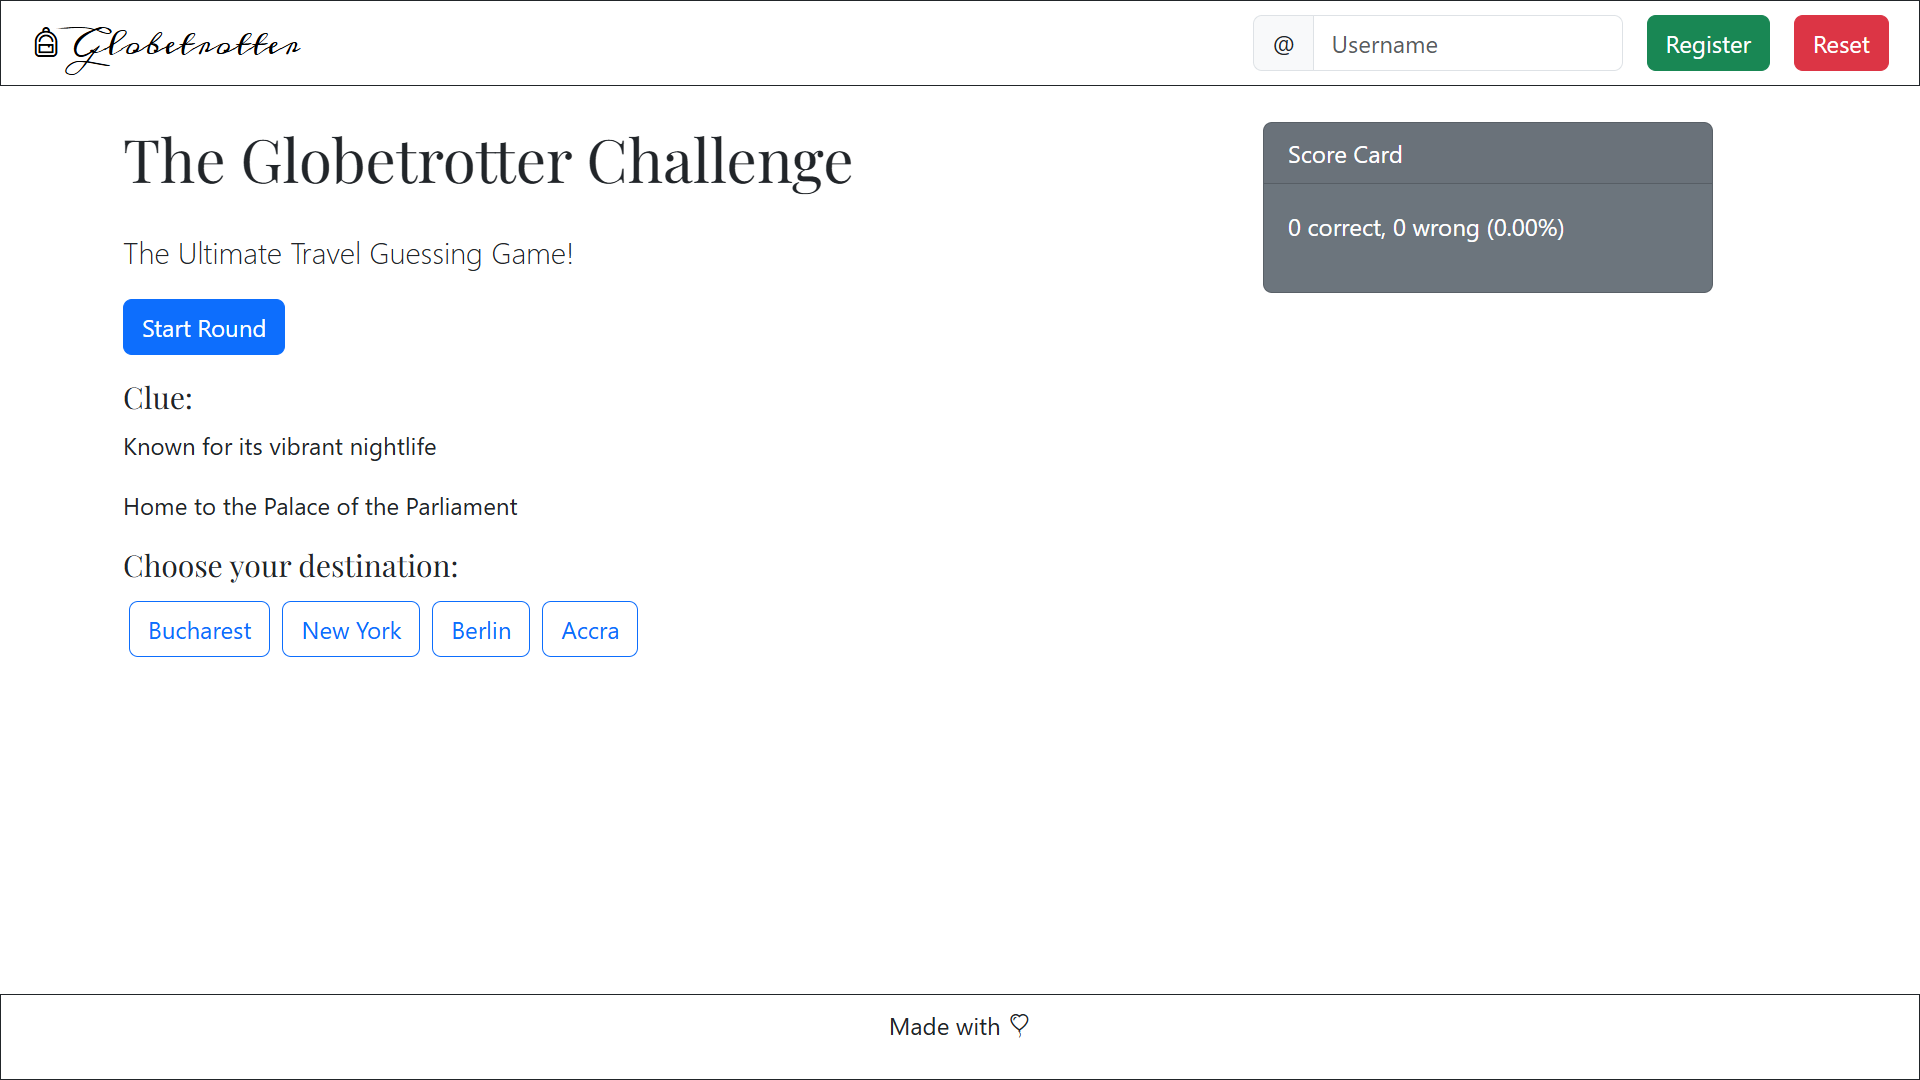 Globetrotter
@ Username Register Reset
The Globetrotter Challenge
The Ultimate Travel Guessing Game!
Start Round
Clue:
Known for its vibrant nightlife
Home to the Palace of the Parliament
Choose your destination:
Bucharest New York Berlin Accra
Score Card
0 correct, 0 wrong (0.00%)
Made with